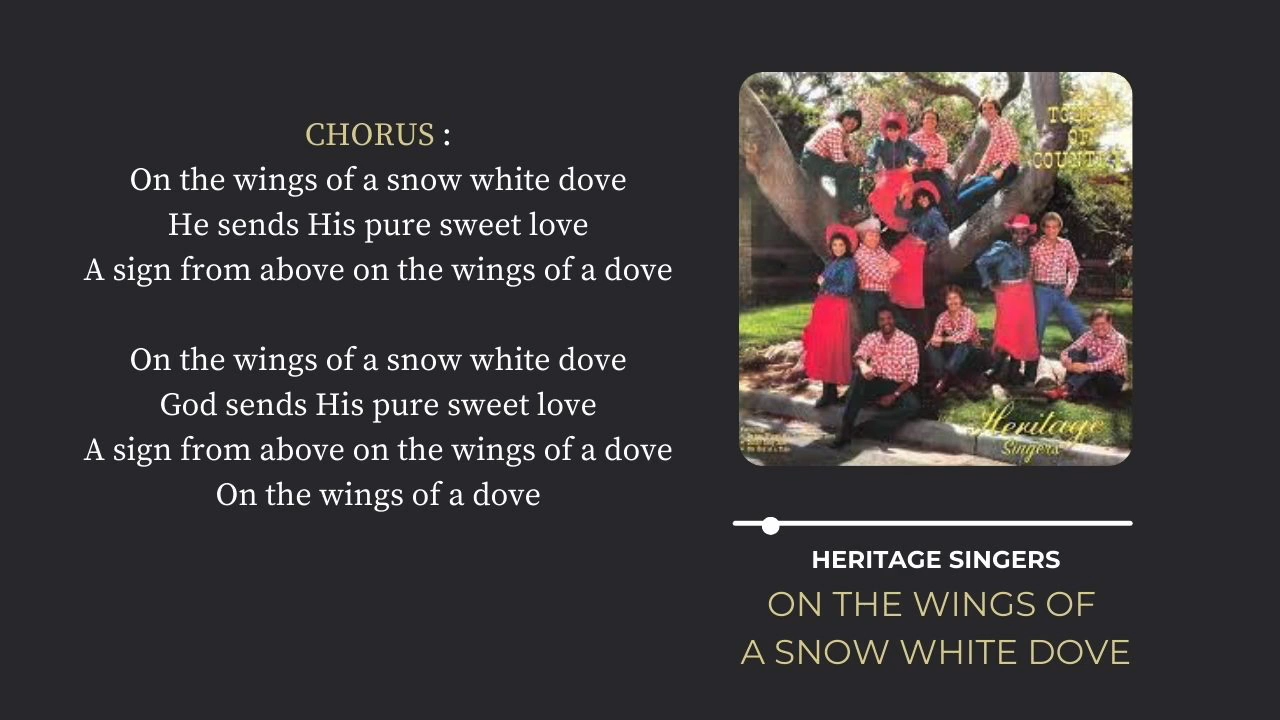 CHORUS :
On the wings of a snow white dove
He sends His pure sweet love
A sign from above on the wings of a dove
On the wings of a snow white dove
God sends His pure sweet love
A sign from above on the wings of a dove
On the wings of a dove
TOUCH
OF
COUNTRY
Heritage
Singers
HERITAGE SINGERS
ON THE WINGS OF
A SNOW WHITE DOVE